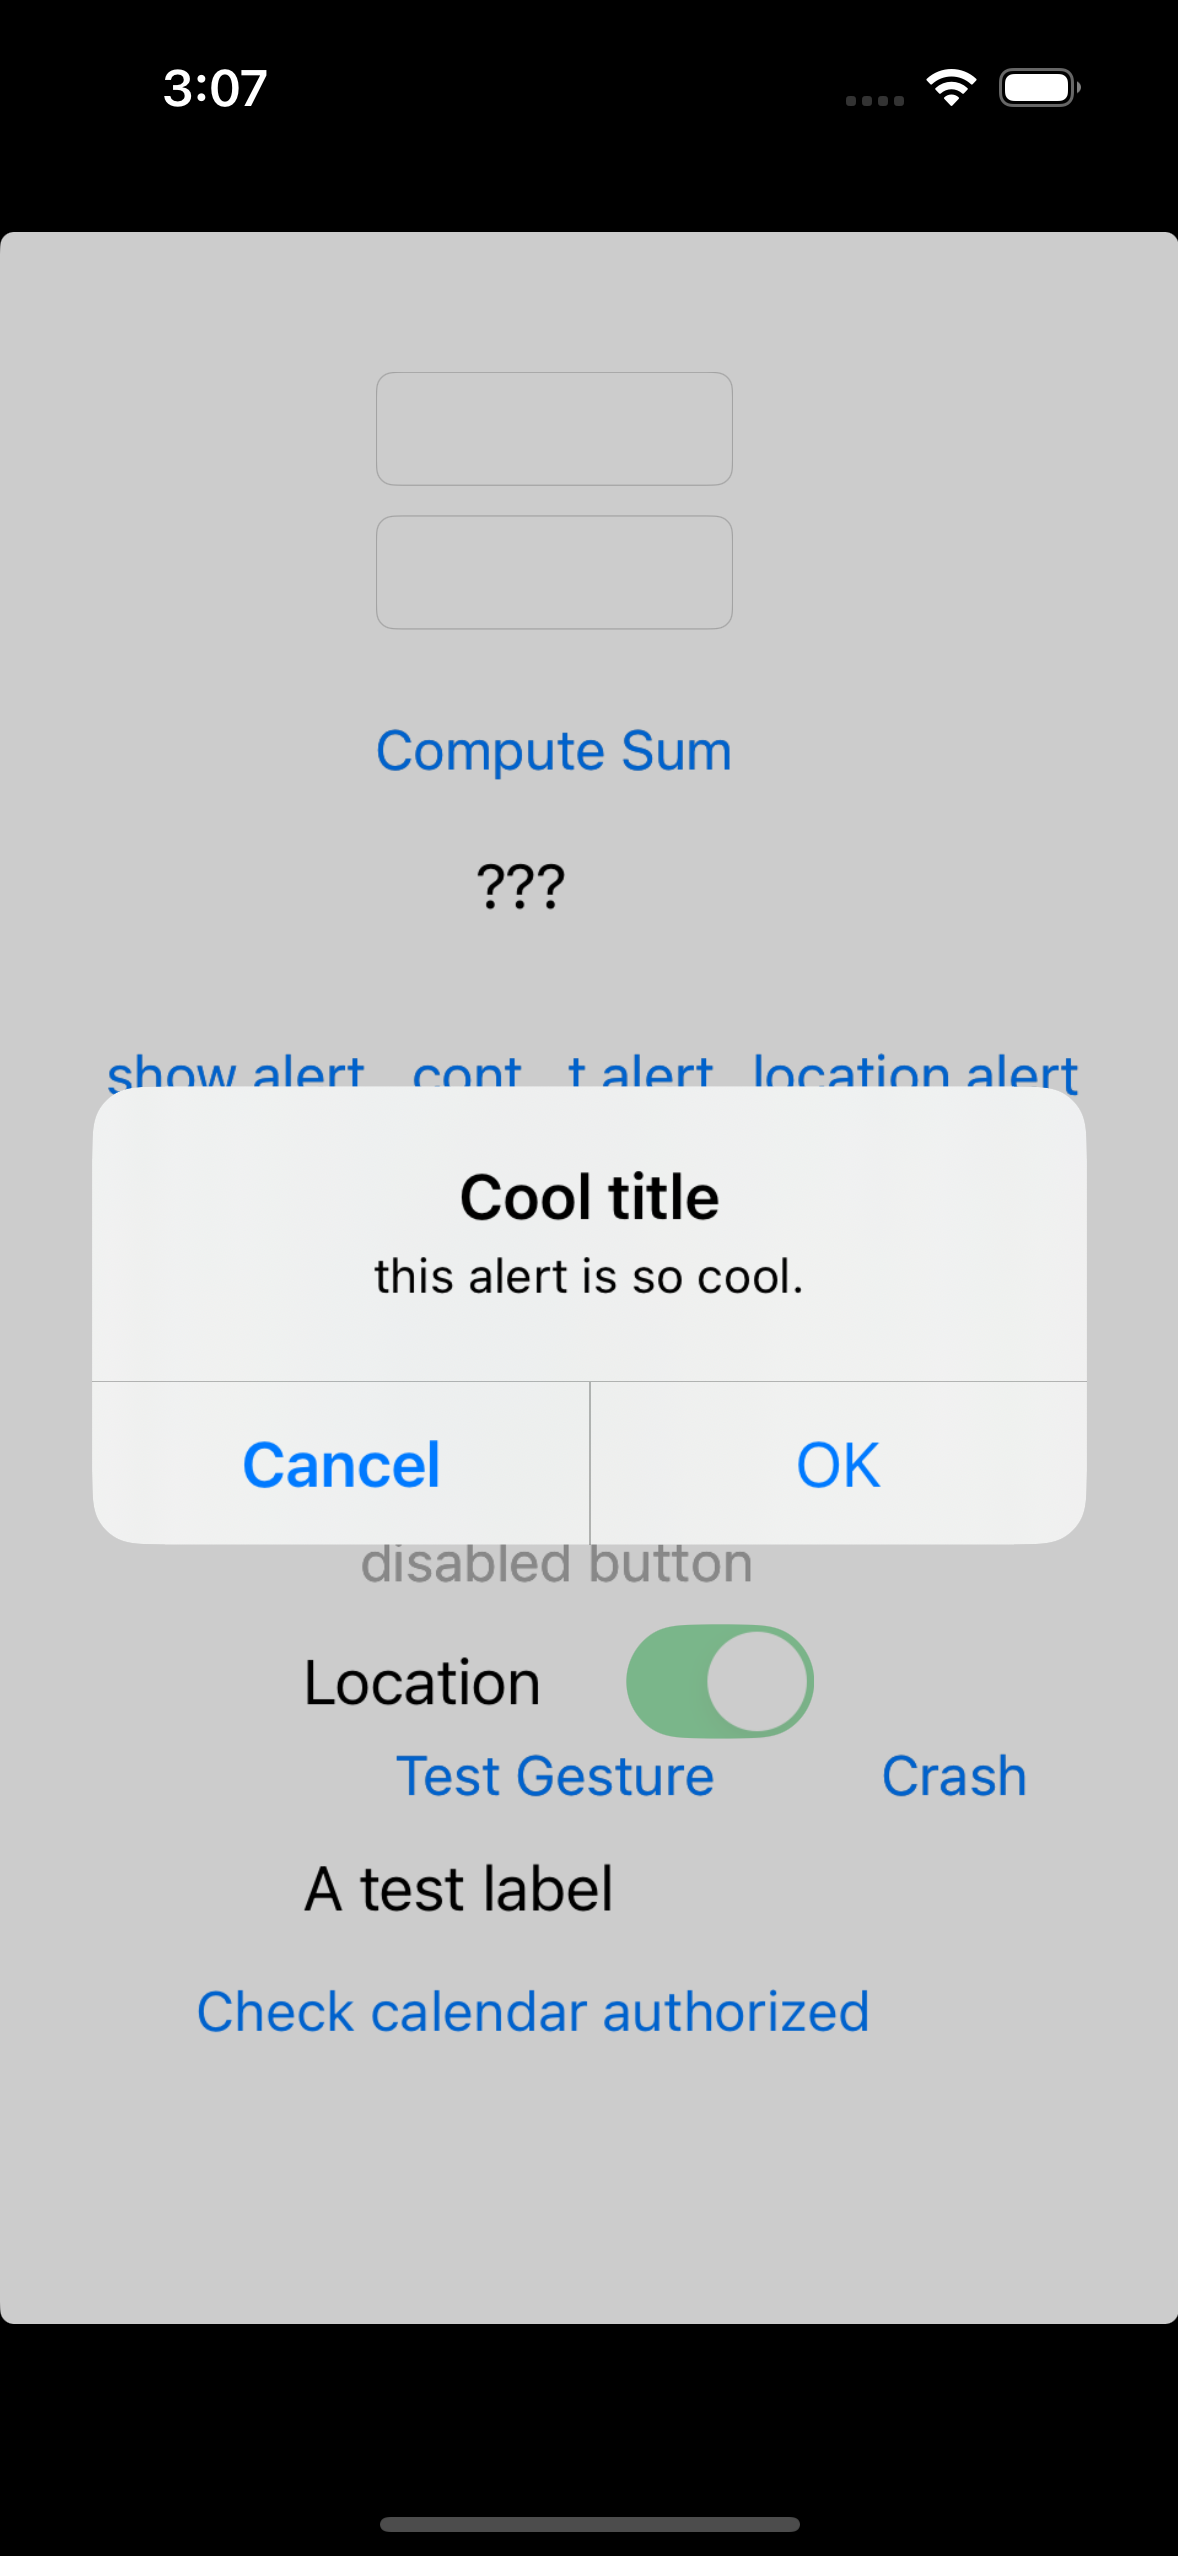 3:07
Compute Sum
???
show alert cont t alert location alert
Cool title
this alert is so cool.
Cancel OK
disabled button
Location
Test Gesture Crash
A test label
Check calendar authorized